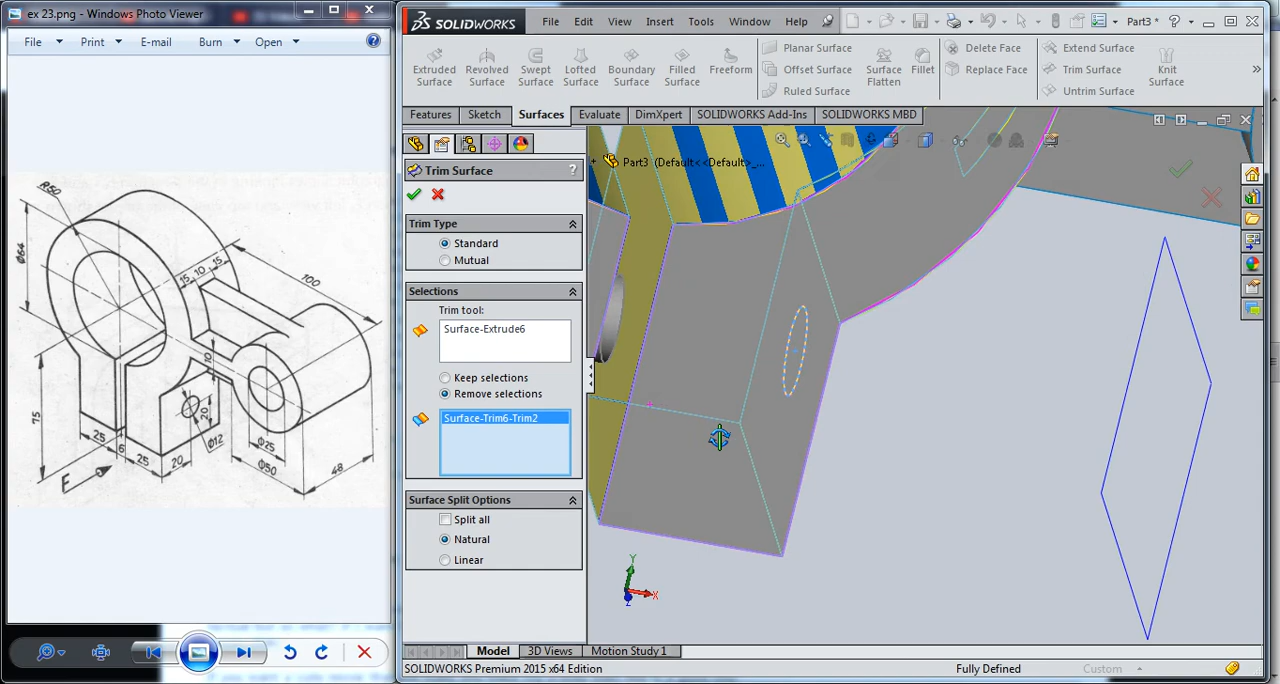 ex 23.png - Windows Photo Viewer
File Print E-mail Burn Open
R50
Φ64
15 10 15
100
10
75
20
25
6
25
20
Φ12
Φ25
Φ50
48
F
SOLIDWORKS
File Edit View Insert Tools Window Help
Part3 *
Extruded Surface
Revolved Surface
Swept Surface
Lofted Surface
Boundary Surface
Filled Surface
Freeform
Planar Surface
Offset Surface
Ruled Surface
Surface Flatten
Fillet
Delete Face
Replace Face
Extend Surface
Trim Surface
Untrim Surface
Knit Surface
Features Sketch Surfaces Evaluate DimXpert SOLIDWORKS Add-Ins SOLIDWORKS MBD
Trim Surface
?
Trim Type
Standard
Mutual
Selections
Trim tool:
Surface-Extrude6
Keep selections
Remove selections
Surface-Trim6-Trim2
Surface Split Options
Split all
Natural
Linear
Part3 (Default<<Default>_...
Y
X
Z
Model 3D Views Motion Study 1
SOLIDWORKS Premium 2015 x64 Edition
Fully Defined
Custom